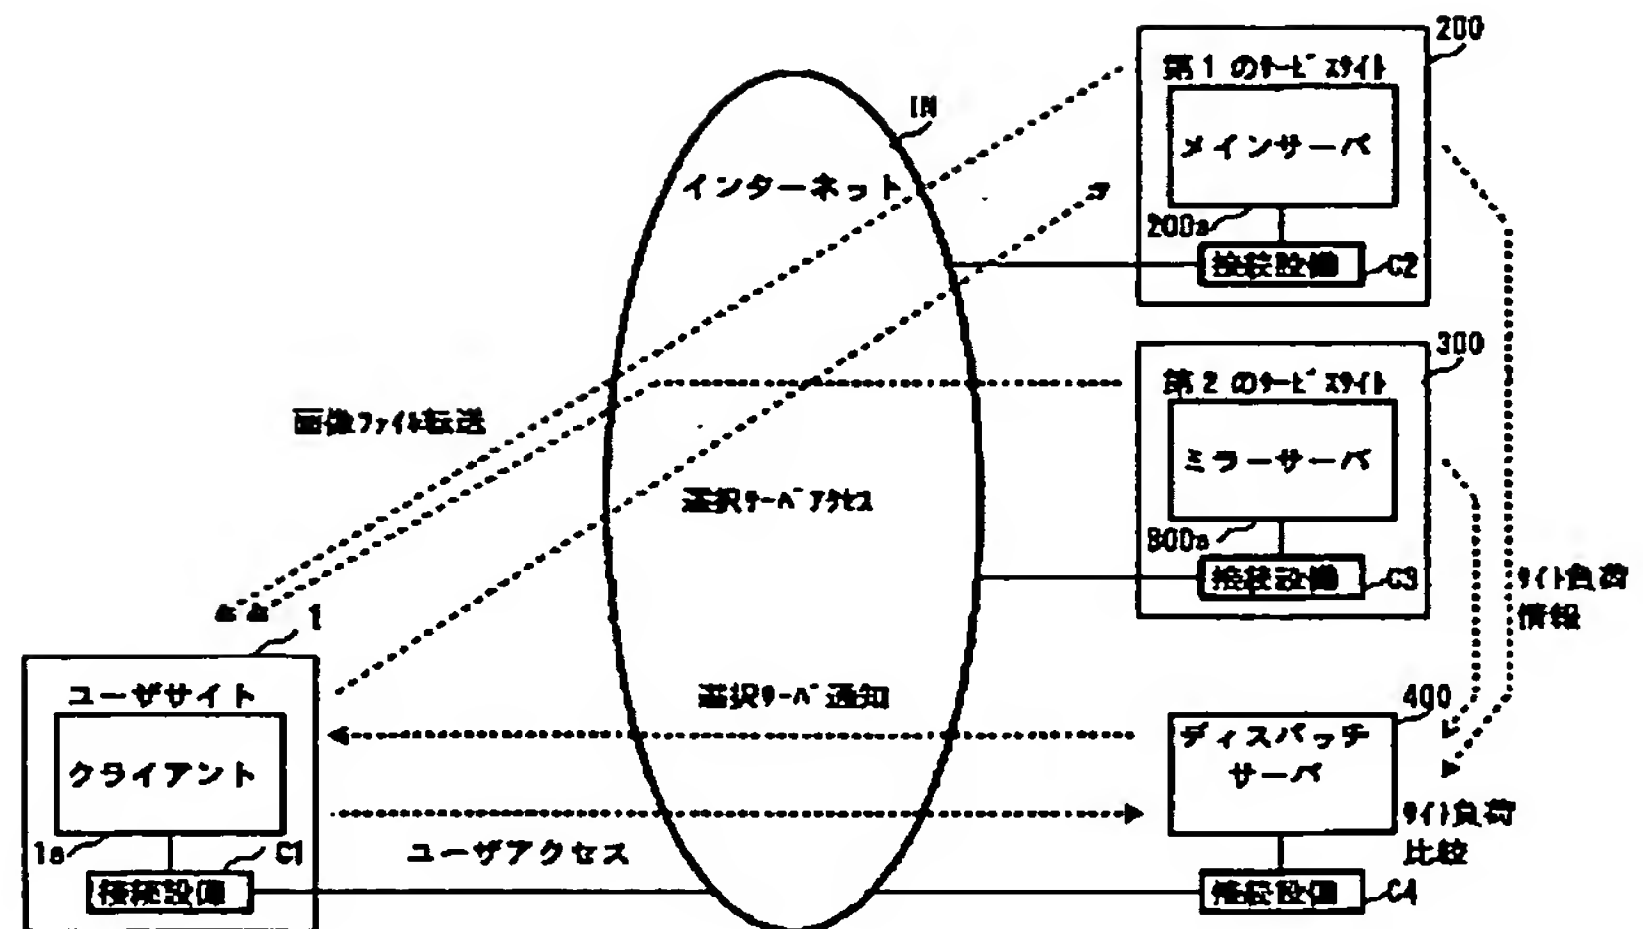 200
第1のサービスサイト
メインサーバ
200a
接続設備
C2
IN
インターネット
300
第2のサービスサイト
ミラーサーバ
300a
接続設備
C3
画像ファイル転送
選択サーバアクセス
サイト負荷
情報
1
ユーザサイト
クライアント
1a
C1
接続設備
選択サーバ通知
ユーザアクセス
400
ディスパッチ
サーバ
サイト負荷
比較
接続設備
C4